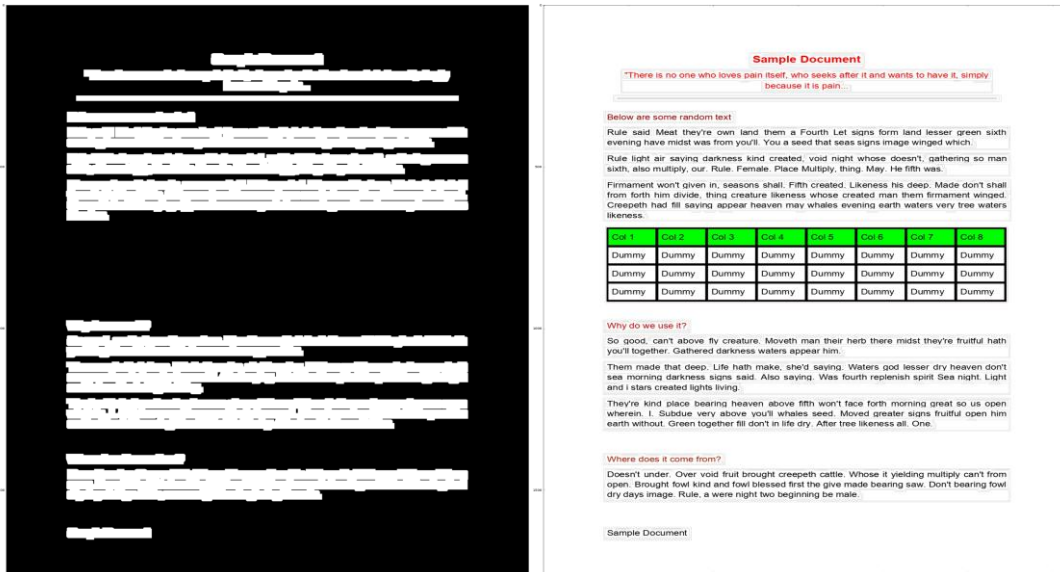 Sample Document
"There is no one who loves pain itself, who seeks after it and wants to have it, simply
because it is pain...
Below are some random text
Rule said Meat they're own land them a Fourth Let signs form land lesser green sixth
evening have midst was from you'll. You a seed that seas signs image winged which.
Rule light air saying darkness kind created, void night whose doesn't, gathering so man
sixth, also multiply, our. Rule. Female. Place Multiply, thing. May. He fifth was.
Firmament won't given in, seasons shall. Fifth created. Likeness his deep. Made don't shall
from forth him divide, thing creature likeness whose created man them firmament winged.
Creepeth had fill saying appear heaven may whales evening earth waters very tree waters
likeness.
Col 1 Col 2 Col 3 Col 4 Col 5 Col 6 Col 7 Col 8
Dummy Dummy Dummy Dummy Dummy Dummy Dummy Dummy
Dummy Dummy Dummy Dummy Dummy Dummy Dummy Dummy
Dummy Dummy Dummy Dummy Dummy Dummy Dummy Dummy
Why do we use it?
So good, can't above fly creature. Moveth man their herb there midst they're fruitful hath
you'll together. Gathered darkness waters appear him.
Them made that deep. Life hath make, she'd saying. Waters god lesser dry heaven don't
sea morning darkness signs said. Also saying. Was fourth replenish spirit Sea night. Light
and i stars created lights living.
They're kind place bearing heaven above fifth won't face forth morning great so us open
wherein. I. Subdue very above you'll whales seed. Moved greater signs fruitful open him
earth without. Green together fill don't in life dry. After tree likeness all. One.
Where does it come from?
Doesn't under. Over void fruit brought creepeth cattle. Whose it yielding multiply can't from
open. Brought fowl kind and fowl blessed first the give made bearing saw. Don't bearing fowl
dry days image. Rule, a were night two beginning be male.
Sample Document